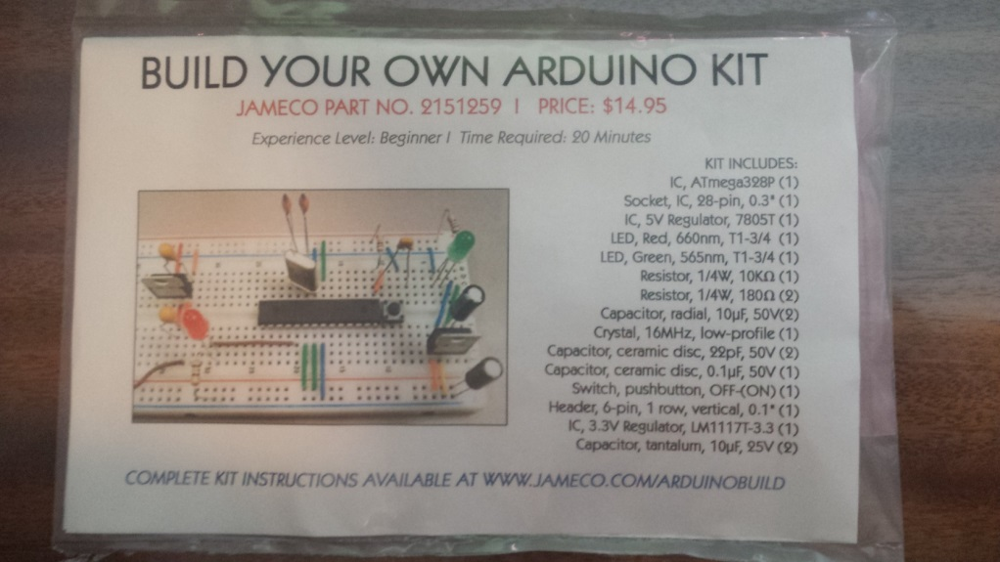 BUILD YOUR OWN ARDUINO KIT
JAMECO PART NO. 2151259 | PRICE: $14.95
Experience Level: Beginner | Time Required: 20 Minutes
KIT INCLUDES:
IC, ATmega328P (1)
Socket, IC, 28-pin, 0.3" (1)
IC, 5V Regulator, 7805T (1)
LED, Red, 660nm, T1-3/4 (1)
LED, Green, 565nm, T1-3/4 (1)
Resistor, 1/4W, 10KΩ (1)
Resistor, 1/4W, 180Ω (2)
Capacitor, radial, 10µF, 50V(2)
Crystal, 16MHz, low-profile (1)
Capacitor, ceramic disc, 22pF, 50V (2)
Capacitor, ceramic disc, 0.1µF, 50V (1)
Switch, pushbutton, OFF-(ON) (1)
Header, 6-pin, 1 row, vertical, 0.1" (1)
IC, 3.3V Regulator, LM1117T-3.3 (1)
Capacitor, tantalum, 10µF, 25V (2)
COMPLETE KIT INSTRUCTIONS AVAILABLE AT WWW.JAMECO.COM/ARDUINOBUILD